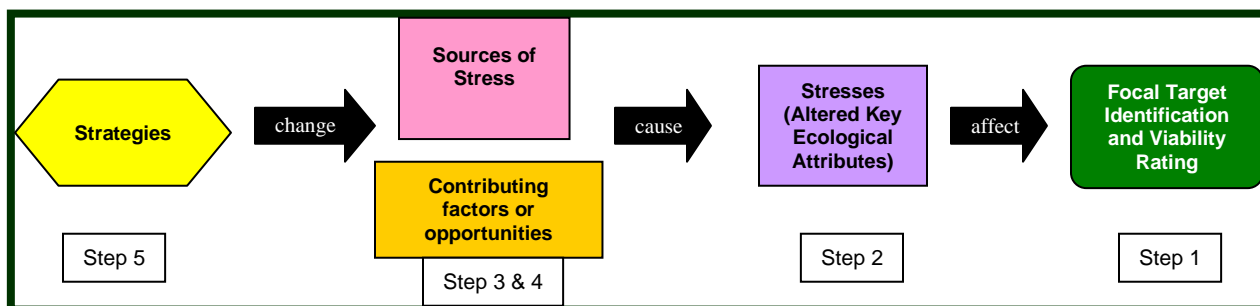 Strategies
change
Sources of
Stress
Contributing
factors or
opportunities
cause
Stresses
(Altered Key
Ecological
Attributes)
affect
Focal Target
Identification
and Viability
Rating
Step 5
Step 3 & 4
Step 2
Step 1